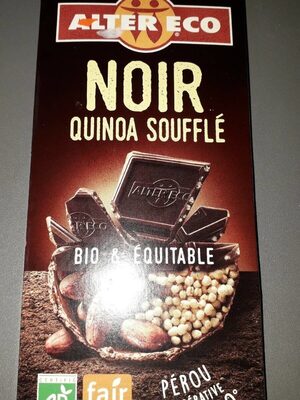 ALTER ECO
NOIR
QUINOA SOUFFLÉ
ALTER ECO
BIO & ÉQUITABLE
PÉROU
fair